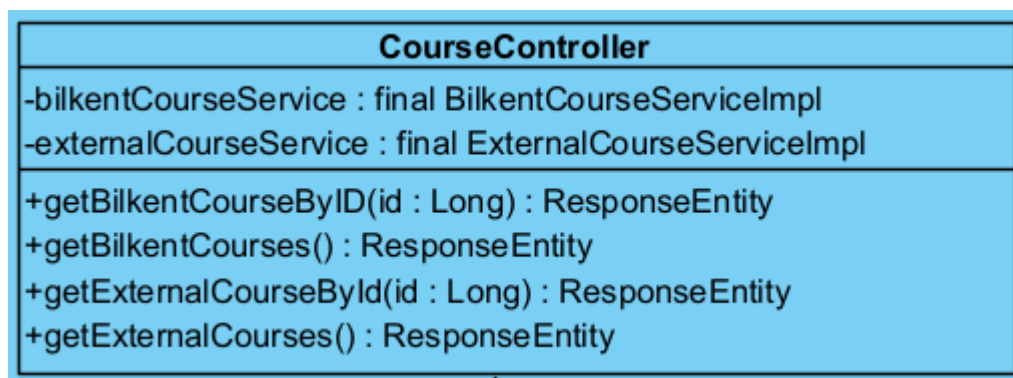 CourseController
-bilkentCourseService : final BilkentCourseServiceImpl
-externalCourseService : final ExternalCourseServiceImpl
+getBilkentCourseByID(id : Long) : ResponseEntity
+getBilkentCourses() : ResponseEntity
+getExternalCourseById(id : Long) : ResponseEntity
+getExternalCourses() : ResponseEntity